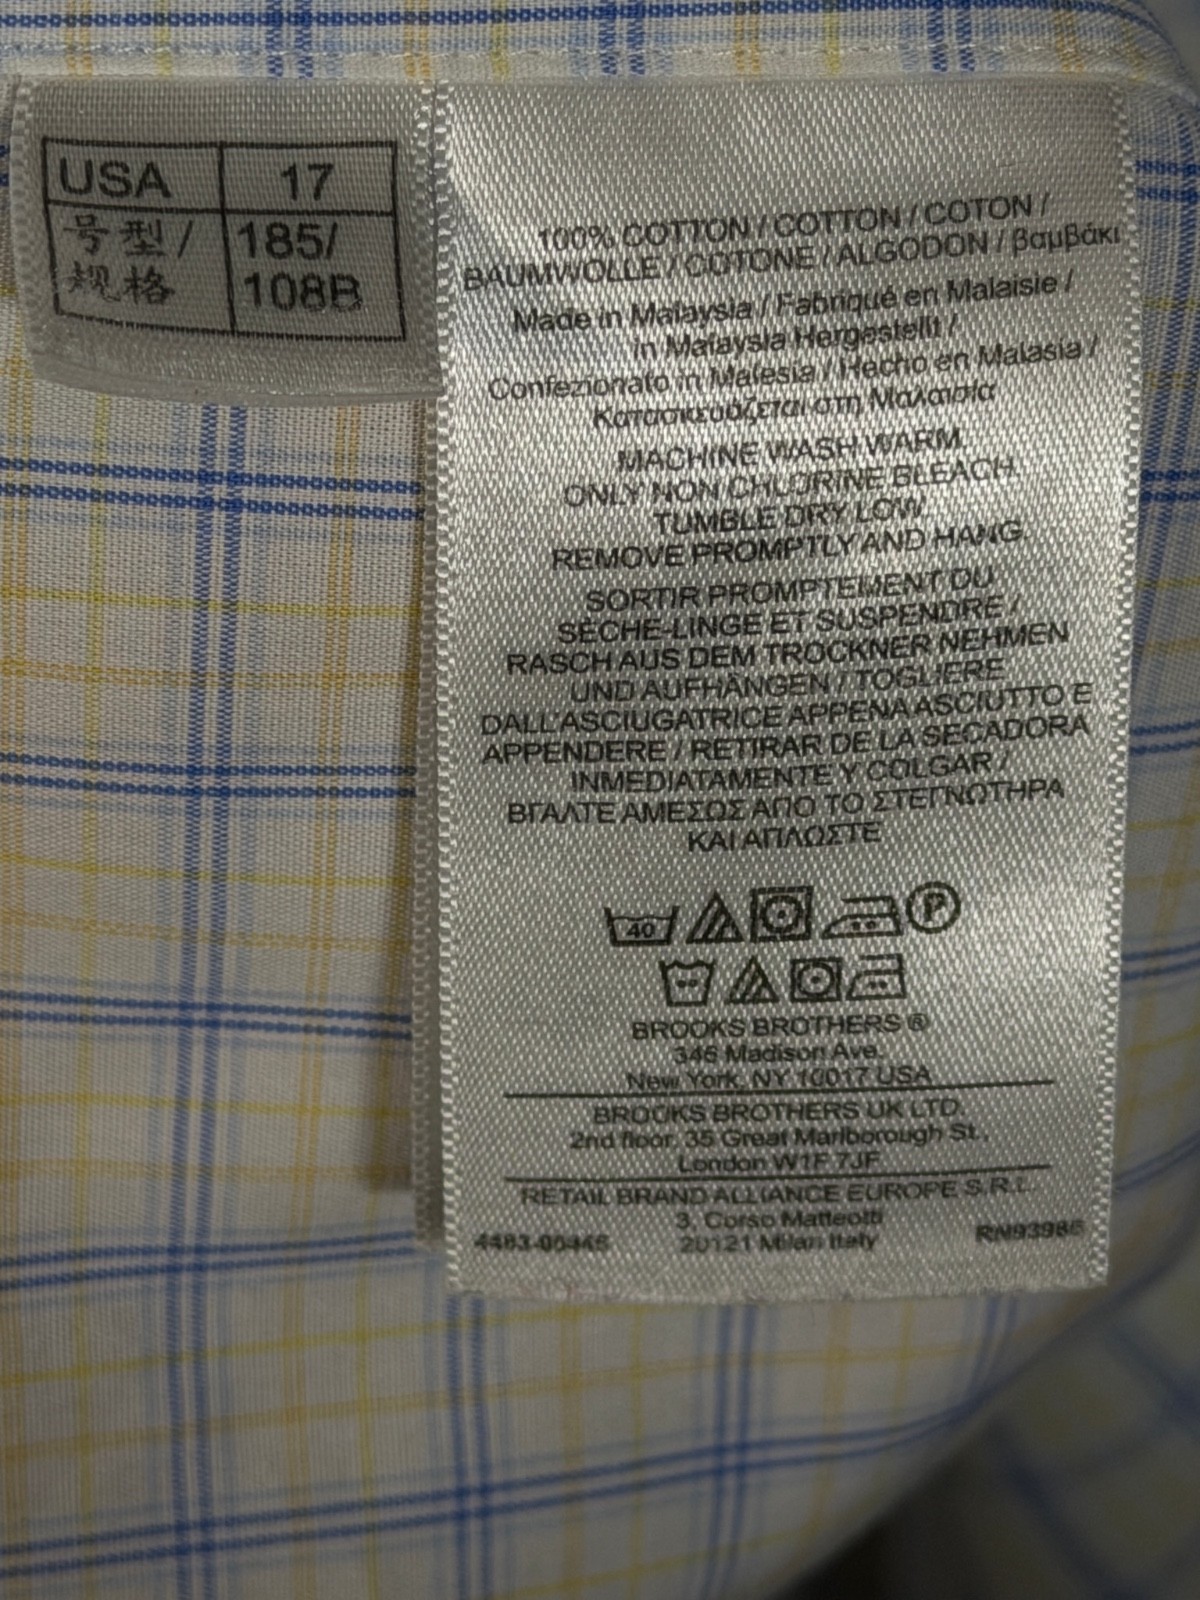 USA 17
号型/ 185/
规格 108B
100% COTTON / COTTON / COTON /
BAUMWOLLE / COTONE / ALGODON / βαμβάκι
Made in Malaysia / Fabriqué en Malaisie /
in Malaysia Hergestellt /
Confezionato in Malesia / Hecho en Malasia /
Κατασκευάζεται στη Μαλαισία
MACHINE WASH WARM.
ONLY NON CHLORINE BLEACH.
TUMBLE DRY LOW.
REMOVE PROMPTLY AND HANG.
SORTIR PROMPTEMENT DU
SÈCHE-LINGE ET SUSPENDRE /
RASCH AUS DEM TROCKNER NEHMEN
UND AUFHÄNGEN / TOGLIERE
DALL'ASCIUGATRICE APPENA ASCIUTTO E
APPENDERE / RETIRAR DE LA SECADORA
INMEDIATAMENTE Y COLGAR /
ΒΓΑΛΤΕ ΑΜΕΣΩΣ ΑΠΟ ΤΟ ΣΤΕΓΝΩΤΗΡΑ
ΚΑΙ ΑΠΛΩΣΤΕ
40 P
BROOKS BROTHERS ®
346 Madison Ave.
New York, NY 10017 USA
BROOKS BROTHERS UK LTD.
2nd floor, 35 Great Marlborough St.,
London W1F 7JF
RETAIL BRAND ALLIANCE EUROPE S.R.L.
3, Corso Matteotti
20121 Milan Italy